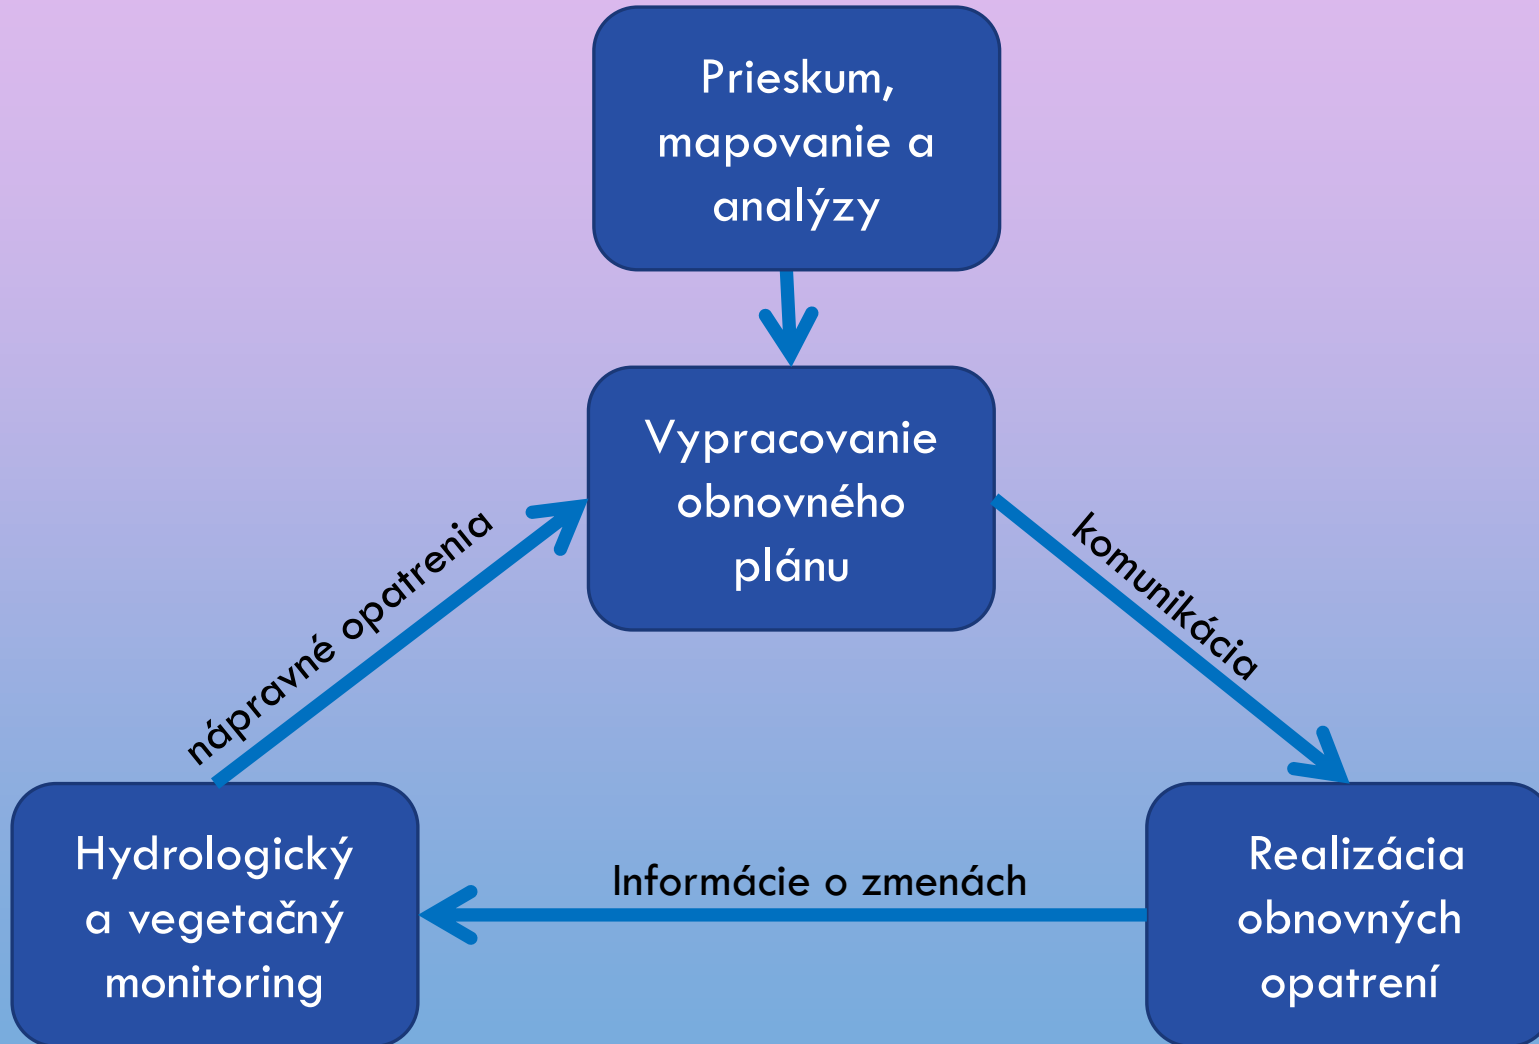 Prieskum,
mapovanie a
analýzy
Vypracovanie
obnovného
plánu
nápravné opatrenia
komunikácia
Hydrologický
a vegetačný
monitoring
Informácie o zmenách
Realizácia
obnovných
opatrení